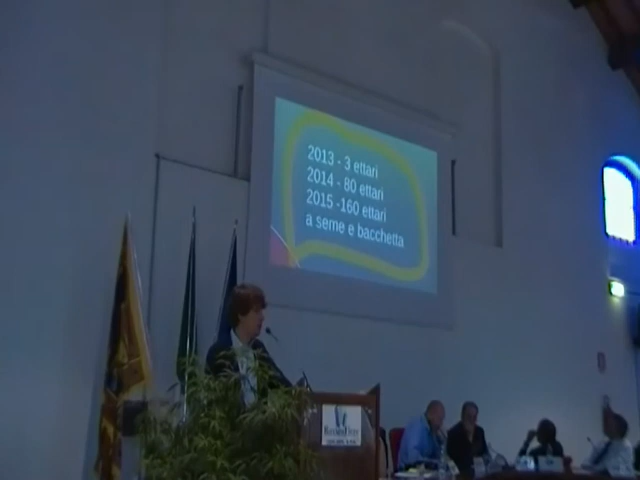 2013 - 3 ettari
2014 - 80 ettari
2015 -160 ettari
a seme e bacchetta